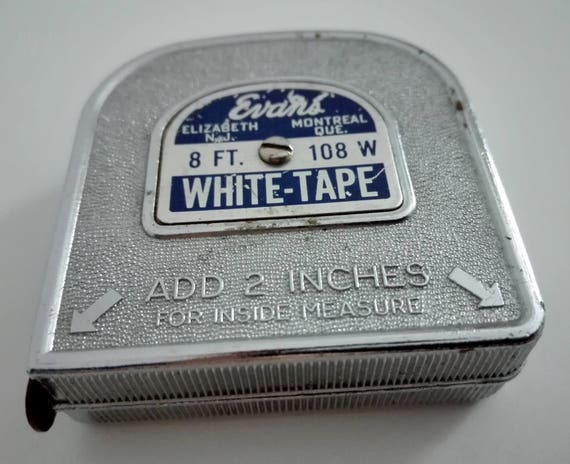 Evans
ELIZABETH MONTREAL
N.J. QUE.
8 FT. 108 W
WHITE-TAPE
ADD 2 INCHES
FOR INSIDE MEASURE